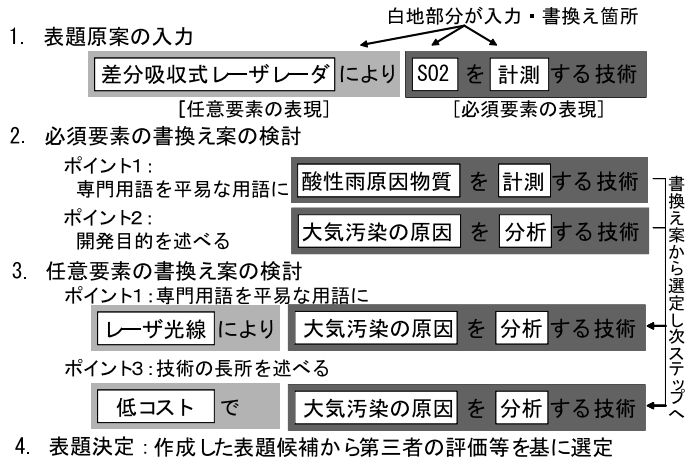 白地部分が入力・書換え箇所
1. 表題原案の入力
差分吸収式レーザレーダ により SO2 を 計測 する技術
[任意要素の表現] [必須要素の表現]
2. 必須要素の書換え案の検討
ポイント1:
専門用語を平易な用語に 酸性雨原因物質 を 計測 する技術
ポイント2:
開発目的を述べる 大気汚染の原因 を 分析 する技術
書換え案から選定し次ステップへ
3. 任意要素の書換え案の検討
ポイント1:専門用語を平易な用語に
レーザ光線 により 大気汚染の原因 を 分析 する技術
ポイント3:技術の長所を述べる
低コスト で 大気汚染の原因 を 分析 する技術
4. 表題決定:作成した表題候補から第三者の評価等を基に選定